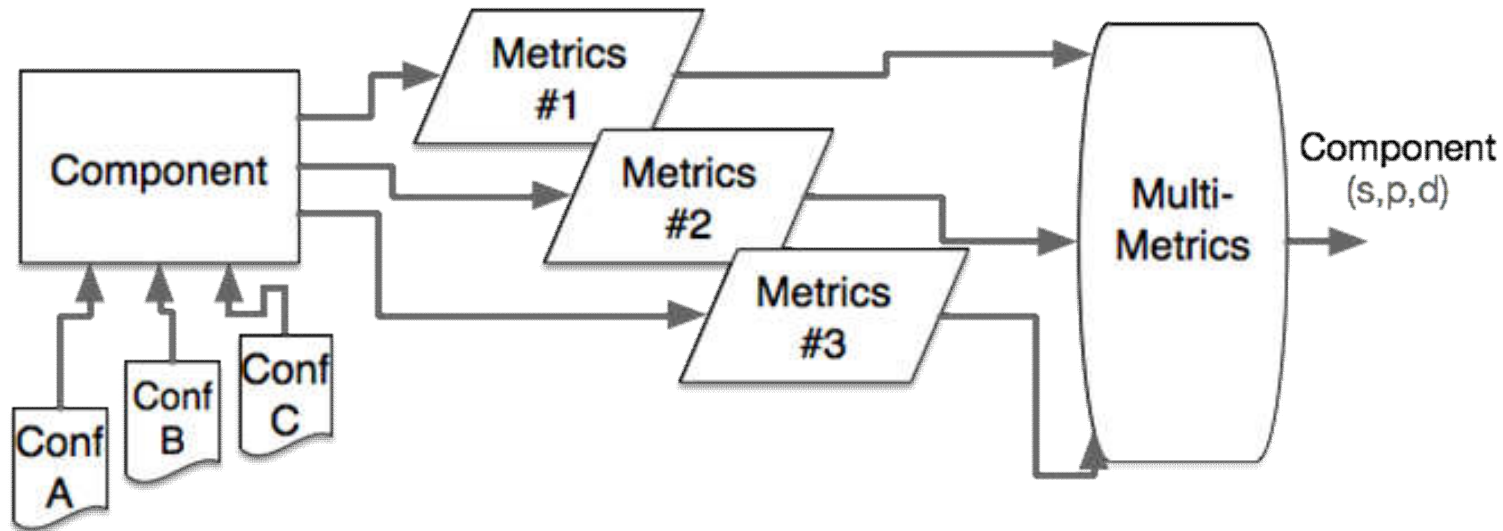 Component
Conf
A
Conf
B
Conf
C
Metrics
#1
Metrics
#2
Metrics
#3
Multi-
Metrics
Component
(s,p,d)